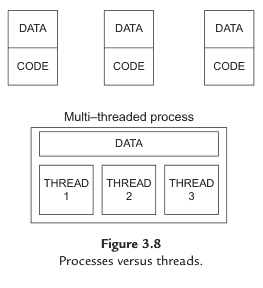 DATA DATA DATA
CODE CODE CODE
Multi–threaded process
DATA
THREAD THREAD THREAD
1 2 3
Figure 3.8
Processes versus threads.